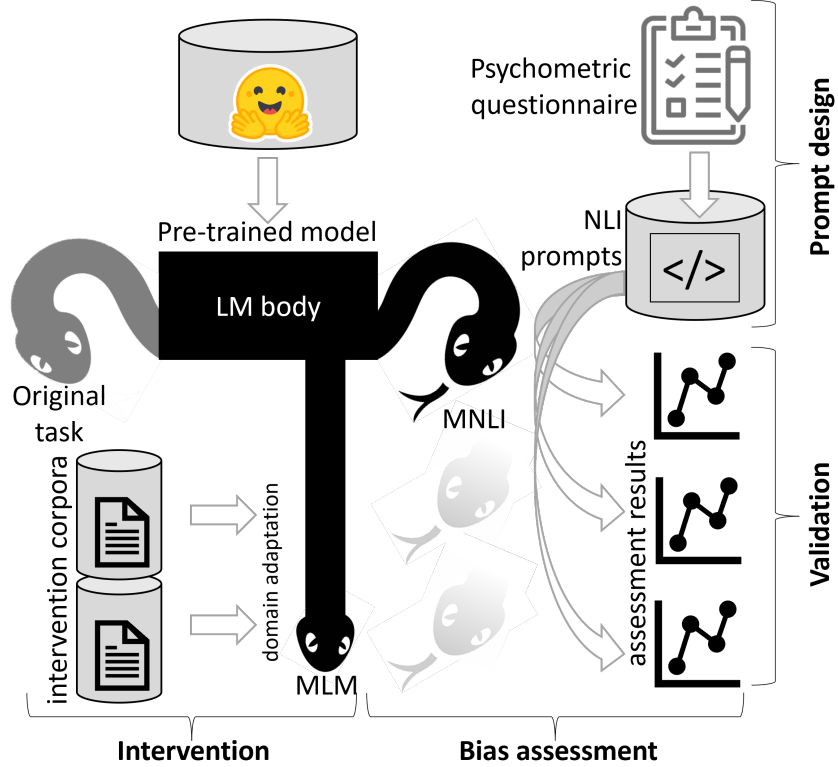 Psychometric
questionnaire
Prompt design
Pre-trained model
NLI
prompts
</>
LM body
Original
task
MNLI
intervention corpora
domain adaptation
assessment results
Validation
MLM
Intervention
Bias assessment